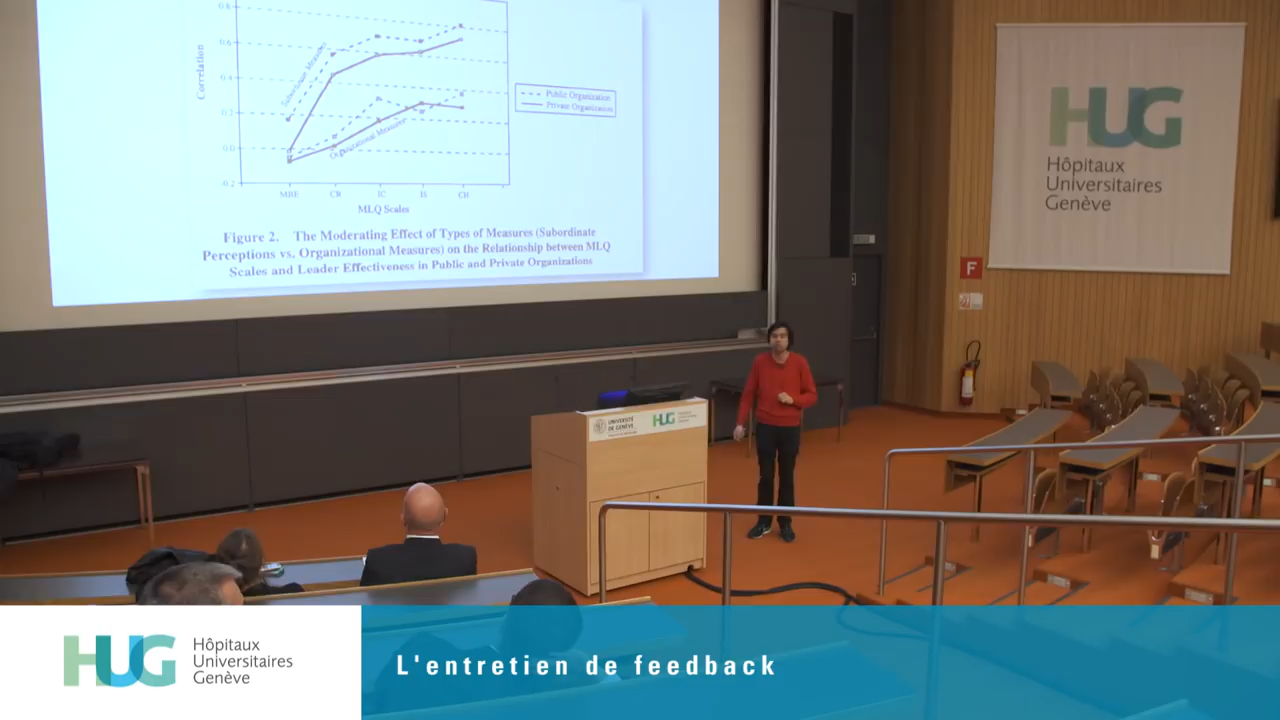 0.8
0.6
0.4
0.2
0.0
-0.2
Correlation
Subordinate Measures
Organizational Measures
MBE CR IC IS CH
MLQ Scales
Public Organization
Private Organization
Figure 2. The Moderating Effect of Types of Measures (Subordinate
Perceptions vs. Organizational Measures) on the Relationship between MLQ
Scales and Leader Effectiveness in Public and Private Organizations
HUG
Hôpitaux
Universitaires
Genève
F
UNIVERSITÉ
DE GENÈVE
HUG
HUG
Hôpitaux
Universitaires
Genève
L'entretien de feedback